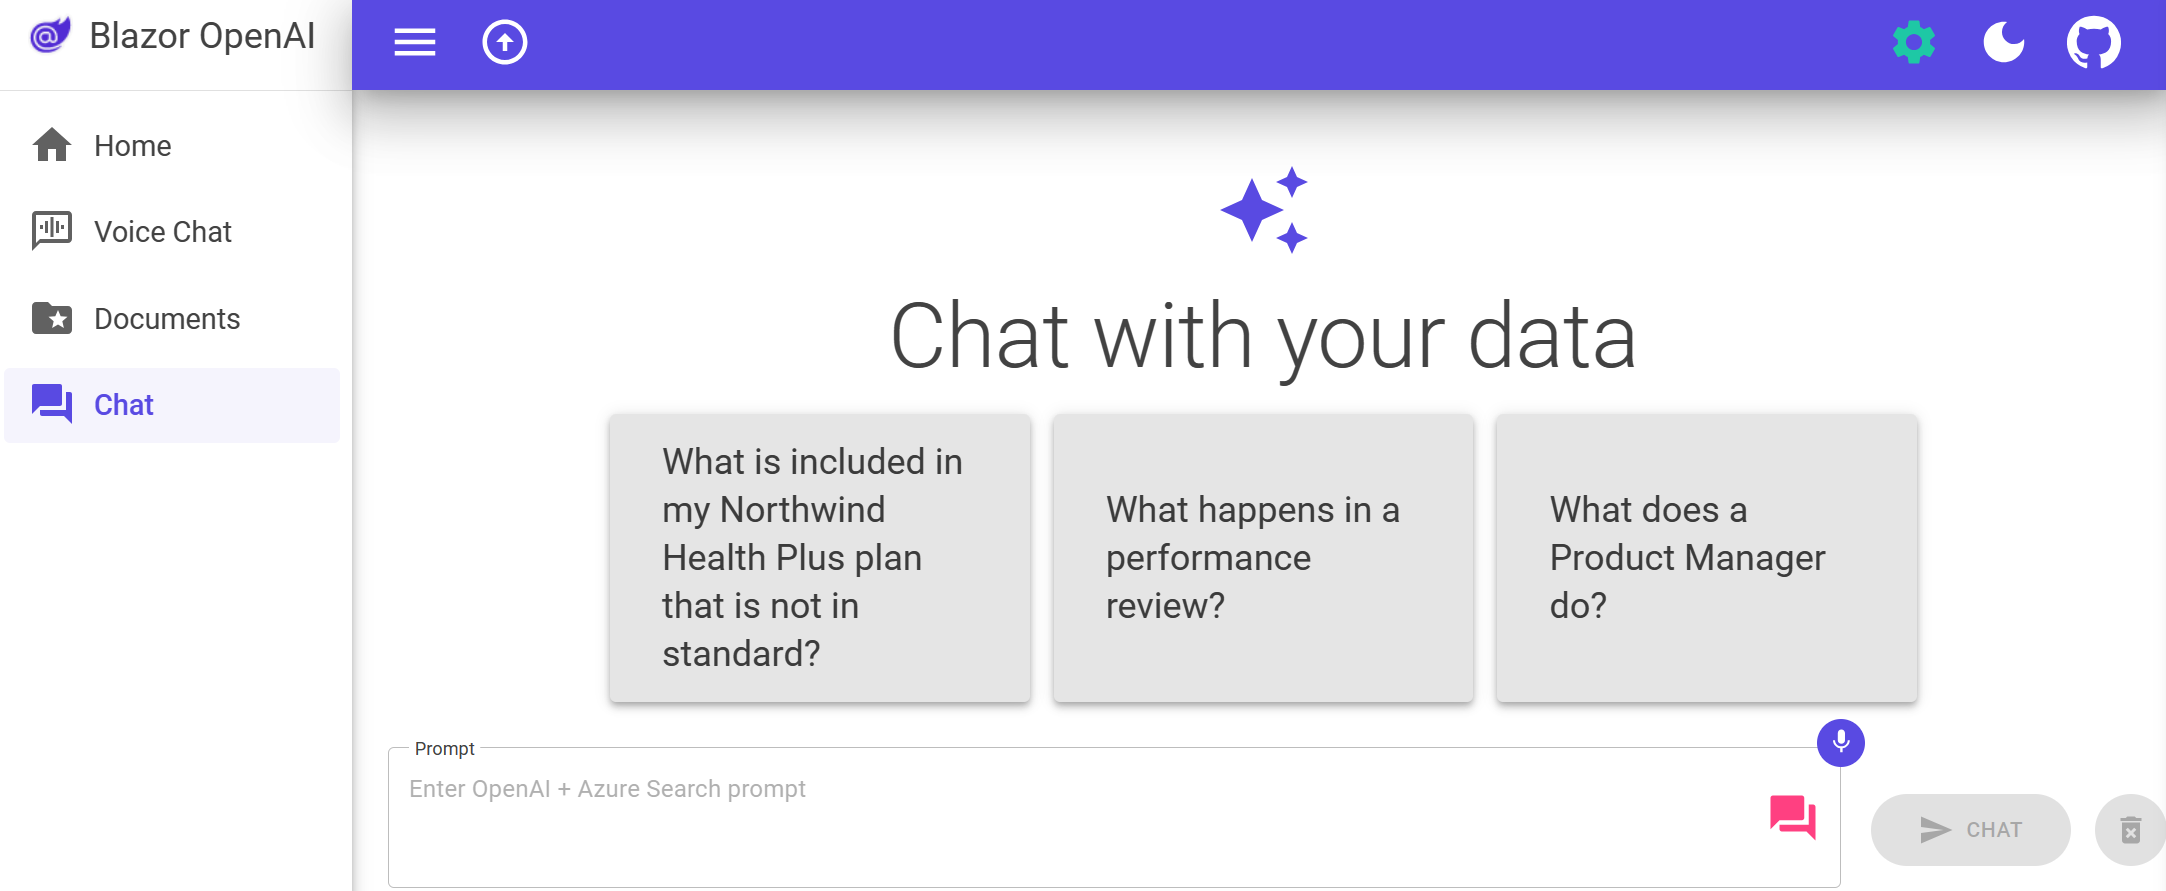 Blazor OpenAI
Home
Voice Chat
Documents
Chat
Chat with your data
What is included in
my Northwind
Health Plus plan
that is not in
standard?
What happens in a
performance
review?
What does a
Product Manager
do?
Prompt
Enter OpenAI + Azure Search prompt
CHAT